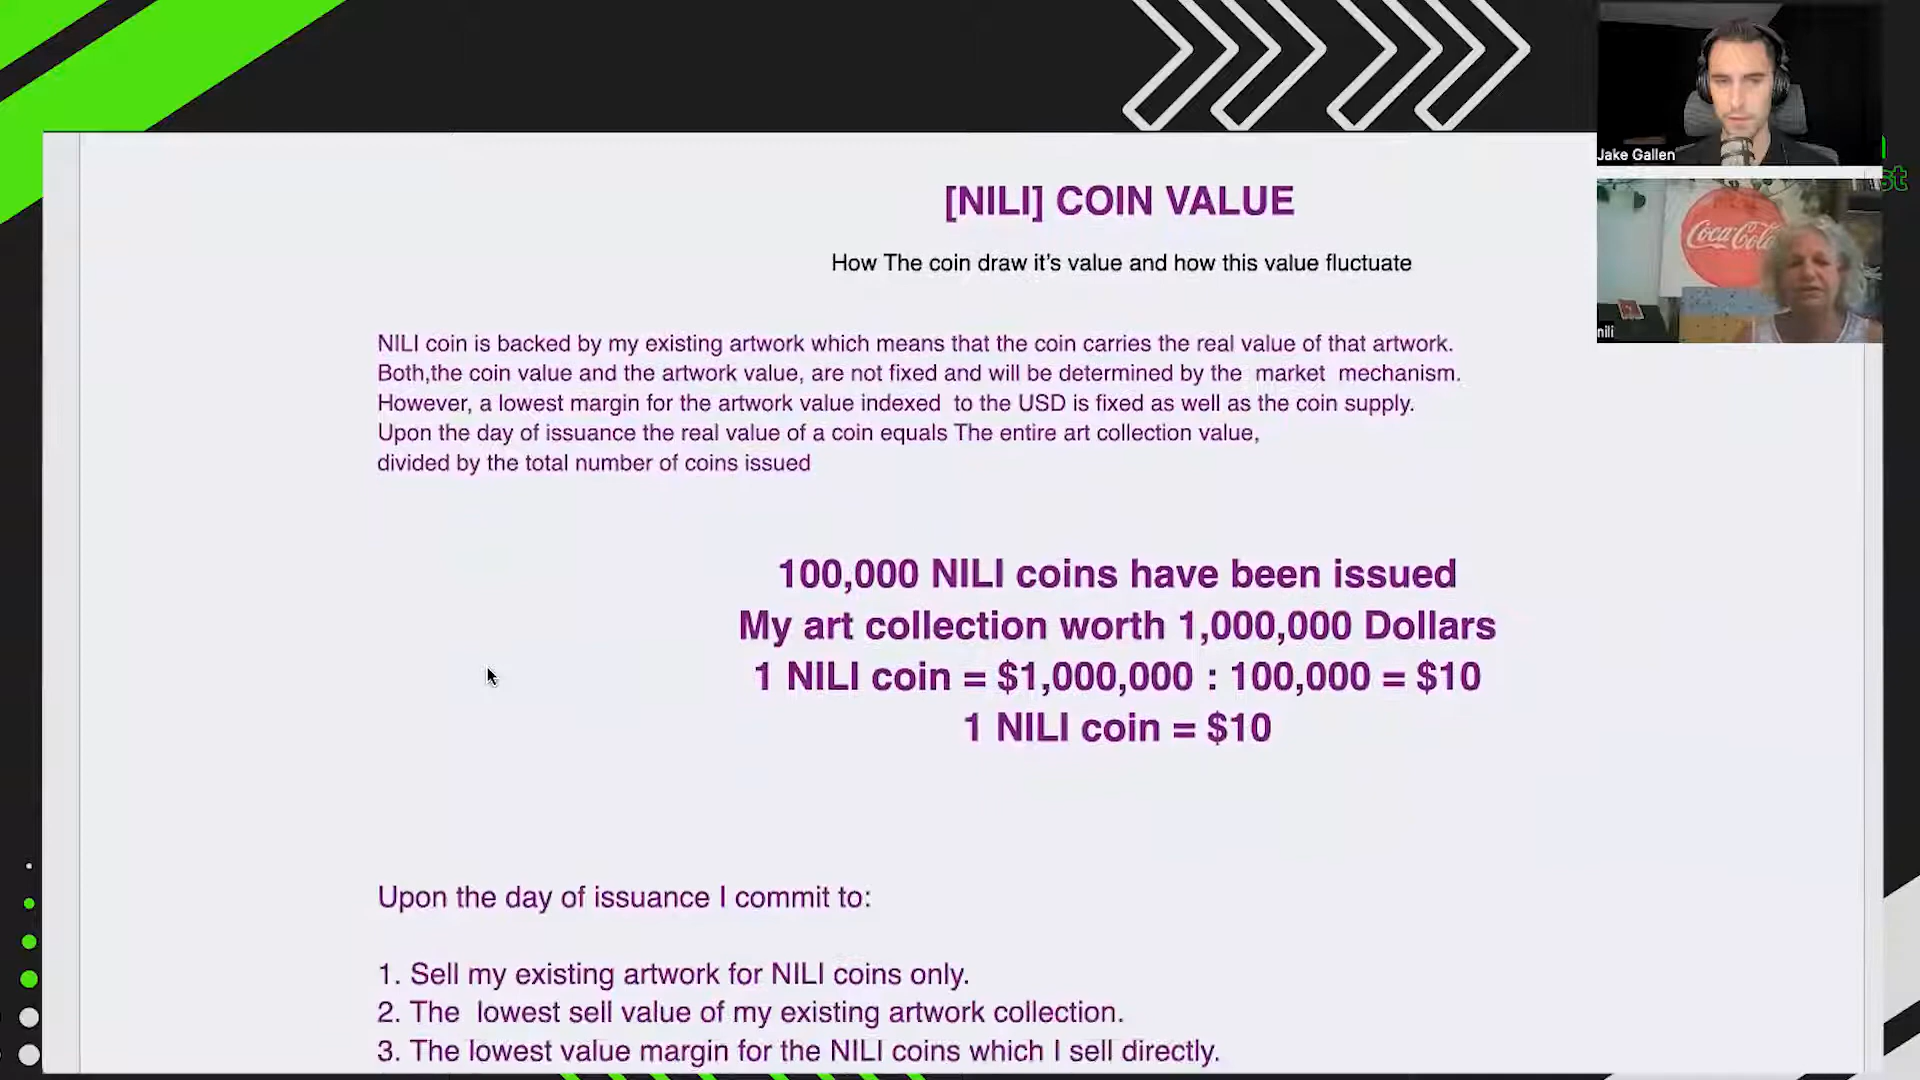 [NILI] COIN VALUE
How The coin draw it's value and how this value fluctuate
NILI coin is backed by my existing artwork which means that the coin carries the real value of that artwork.
Both,the coin value and the artwork value, are not fixed and will be determined by the market mechanism.
However, a lowest margin for the artwork value indexed to the USD is fixed as well as the coin supply.
Upon the day of issuance the real value of a coin equals The entire art collection value,
divided by the total number of coins issued
100,000 NILI coins have been issued
My art collection worth 1,000,000 Dollars
1 NILI coin = $1,000,000 : 100,000 = $10
1 NILI coin = $10
Upon the day of issuance I commit to:
1. Sell my existing artwork for NILI coins only.
2. The lowest sell value of my existing artwork collection.
3. The lowest value margin for the NILI coins which I sell directly.
Jake Gallen
Coca-Cola
nili